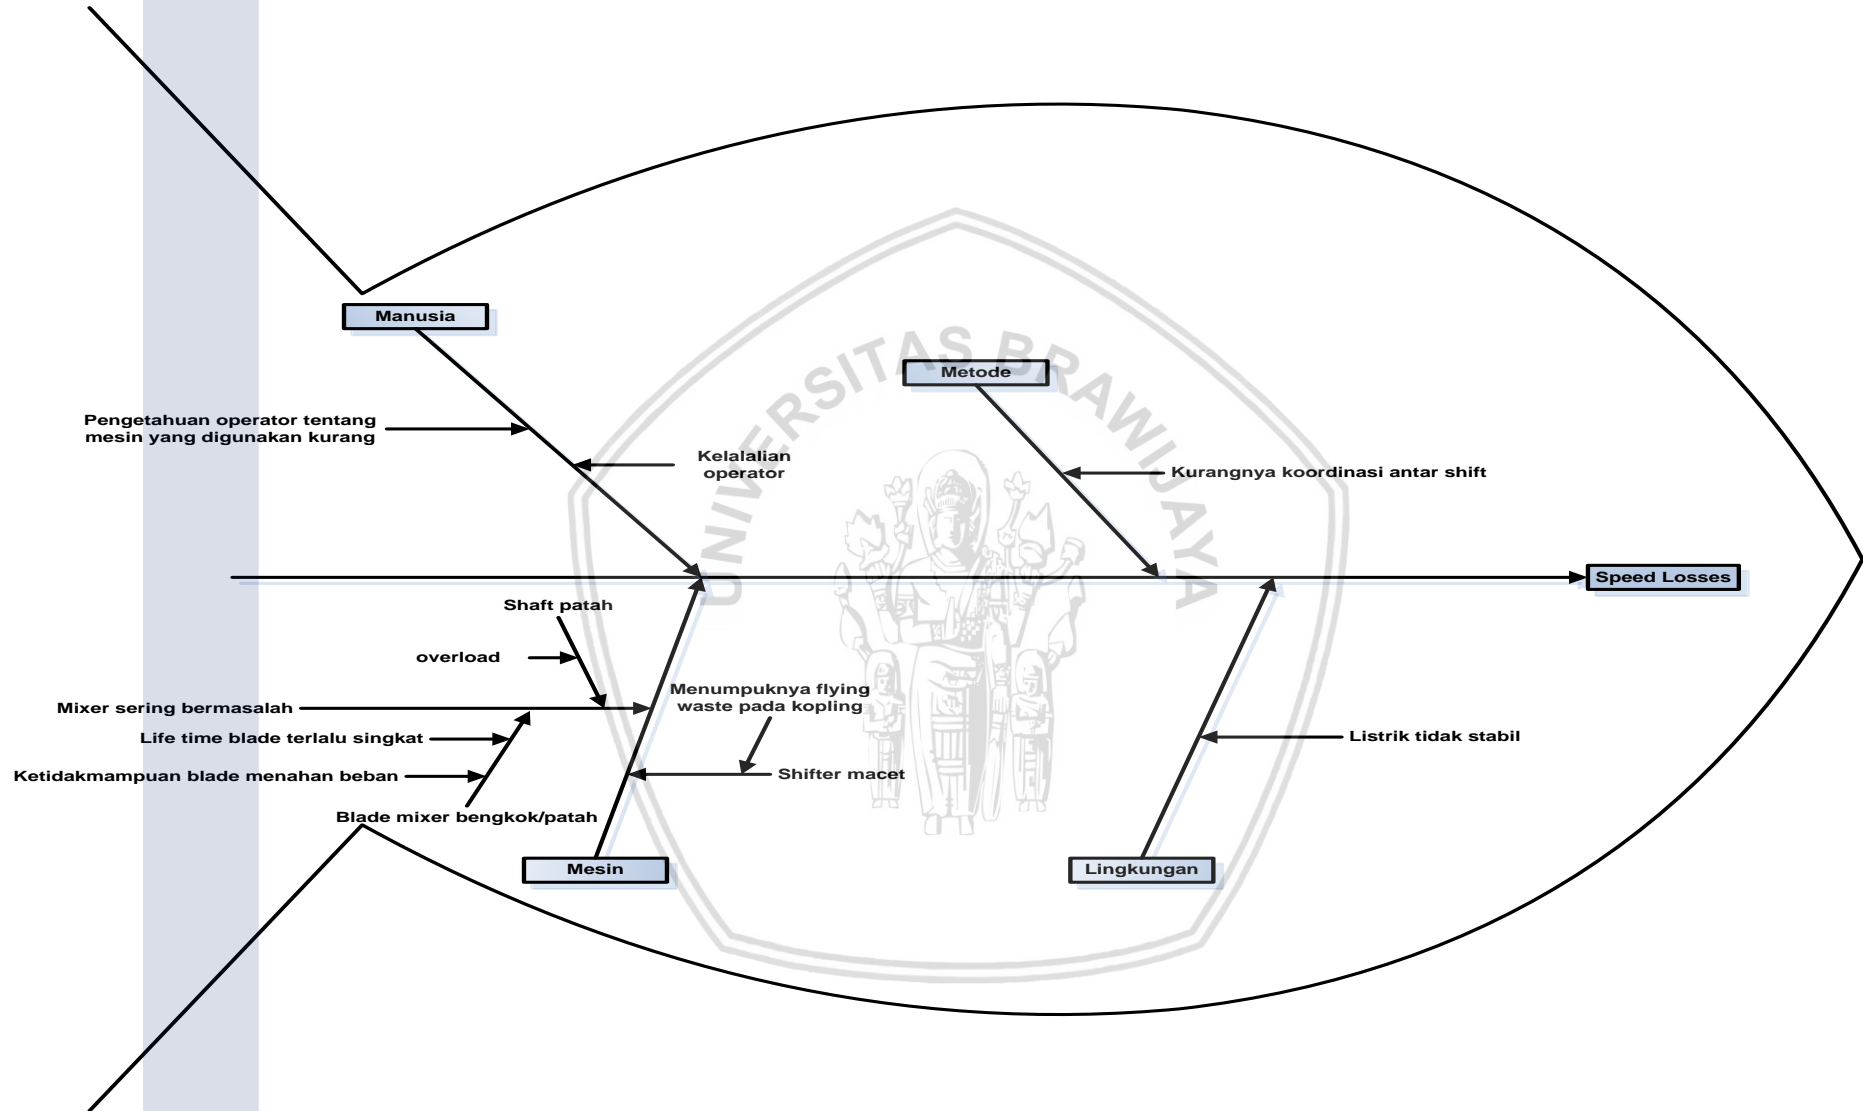 Manusia
UNIVERSITAS BRAWIJAYA
Metode
Pengetahuan operator tentang
mesin yang digunakan kurang
Kelalalian
operator
Kurangnya koordinasi antar shift
Speed Losses
Shaft patah
overload
Menumpuknya flying
waste pada kopling
Mixer sering bermasalah
Life time blade terlalu singkat
Listrik tidak stabil
Ketidakmampuan blade menahan beban
Shifter macet
Blade mixer bengkok/patah
Mesin
Lingkungan